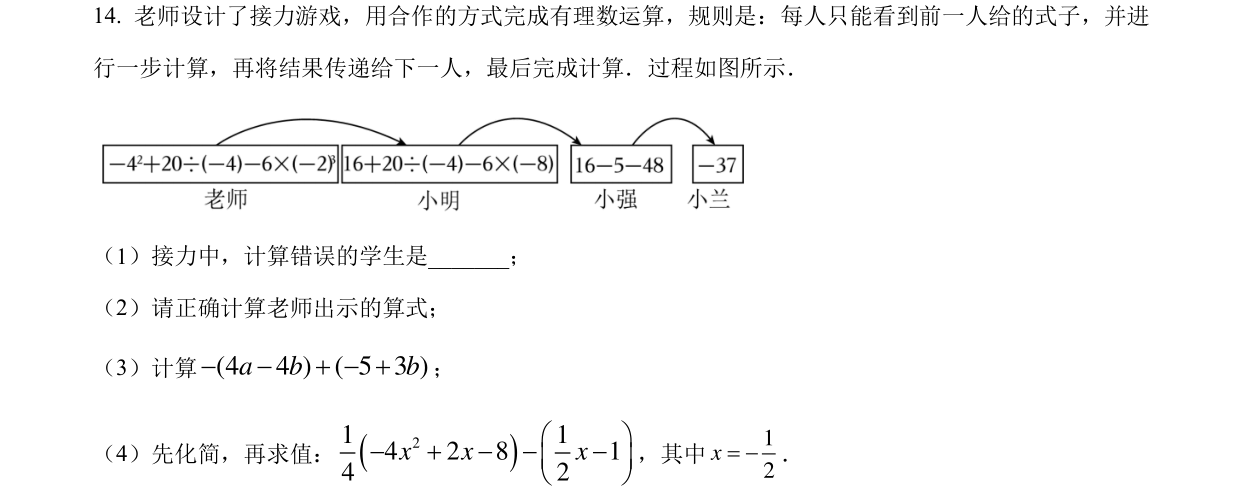 14. 老师设计了接力游戏，用合作的方式完成有理数运算，规则是：每人只能看到前一人给的式子，并进
行一步计算，再将结果传递给下一人，最后完成计算．过程如图所示．
−4²+20÷(−4)−6×(−2)³ 16+20÷(−4)−6×(−8) 16−5−48 −37
老师 小明 小强 小兰
（1）接力中，计算错误的学生是_______；
（2）请正确计算老师出示的算式；
（3）计算−(4a−4b)+(−5+3b)；
（4）先化简，再求值：1/4(−4x²+2x−8)−(1/2x−1)，其中 x=−1/2．